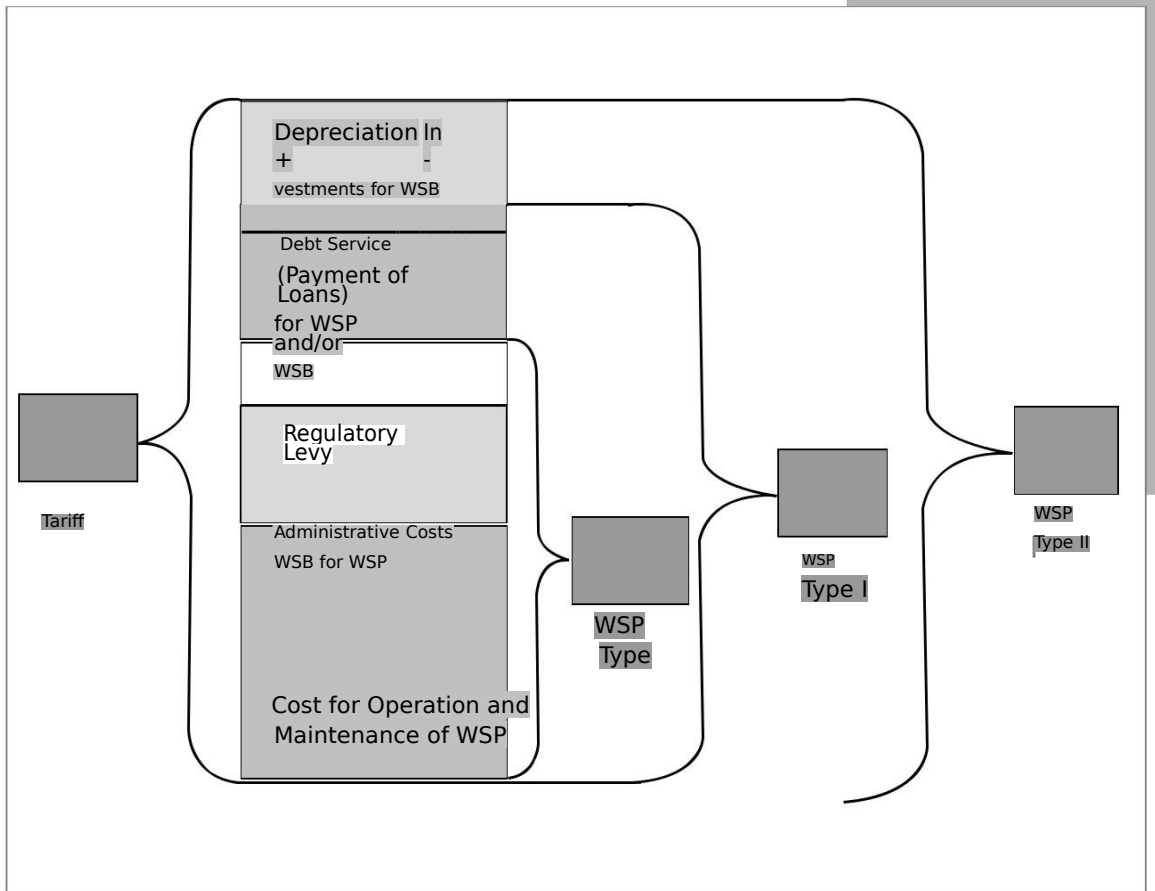 Depreciation In
+ -
vestments for WSB
Debt Service
(Payment of
Loans)
for WSP
and/or
WSB
Regulatory
Levy
Administrative Costs
WSB for WSP
Cost for Operation and
Maintenance of WSP
Tariff
WSP
Type
WSP
Type I
WSP
Type II